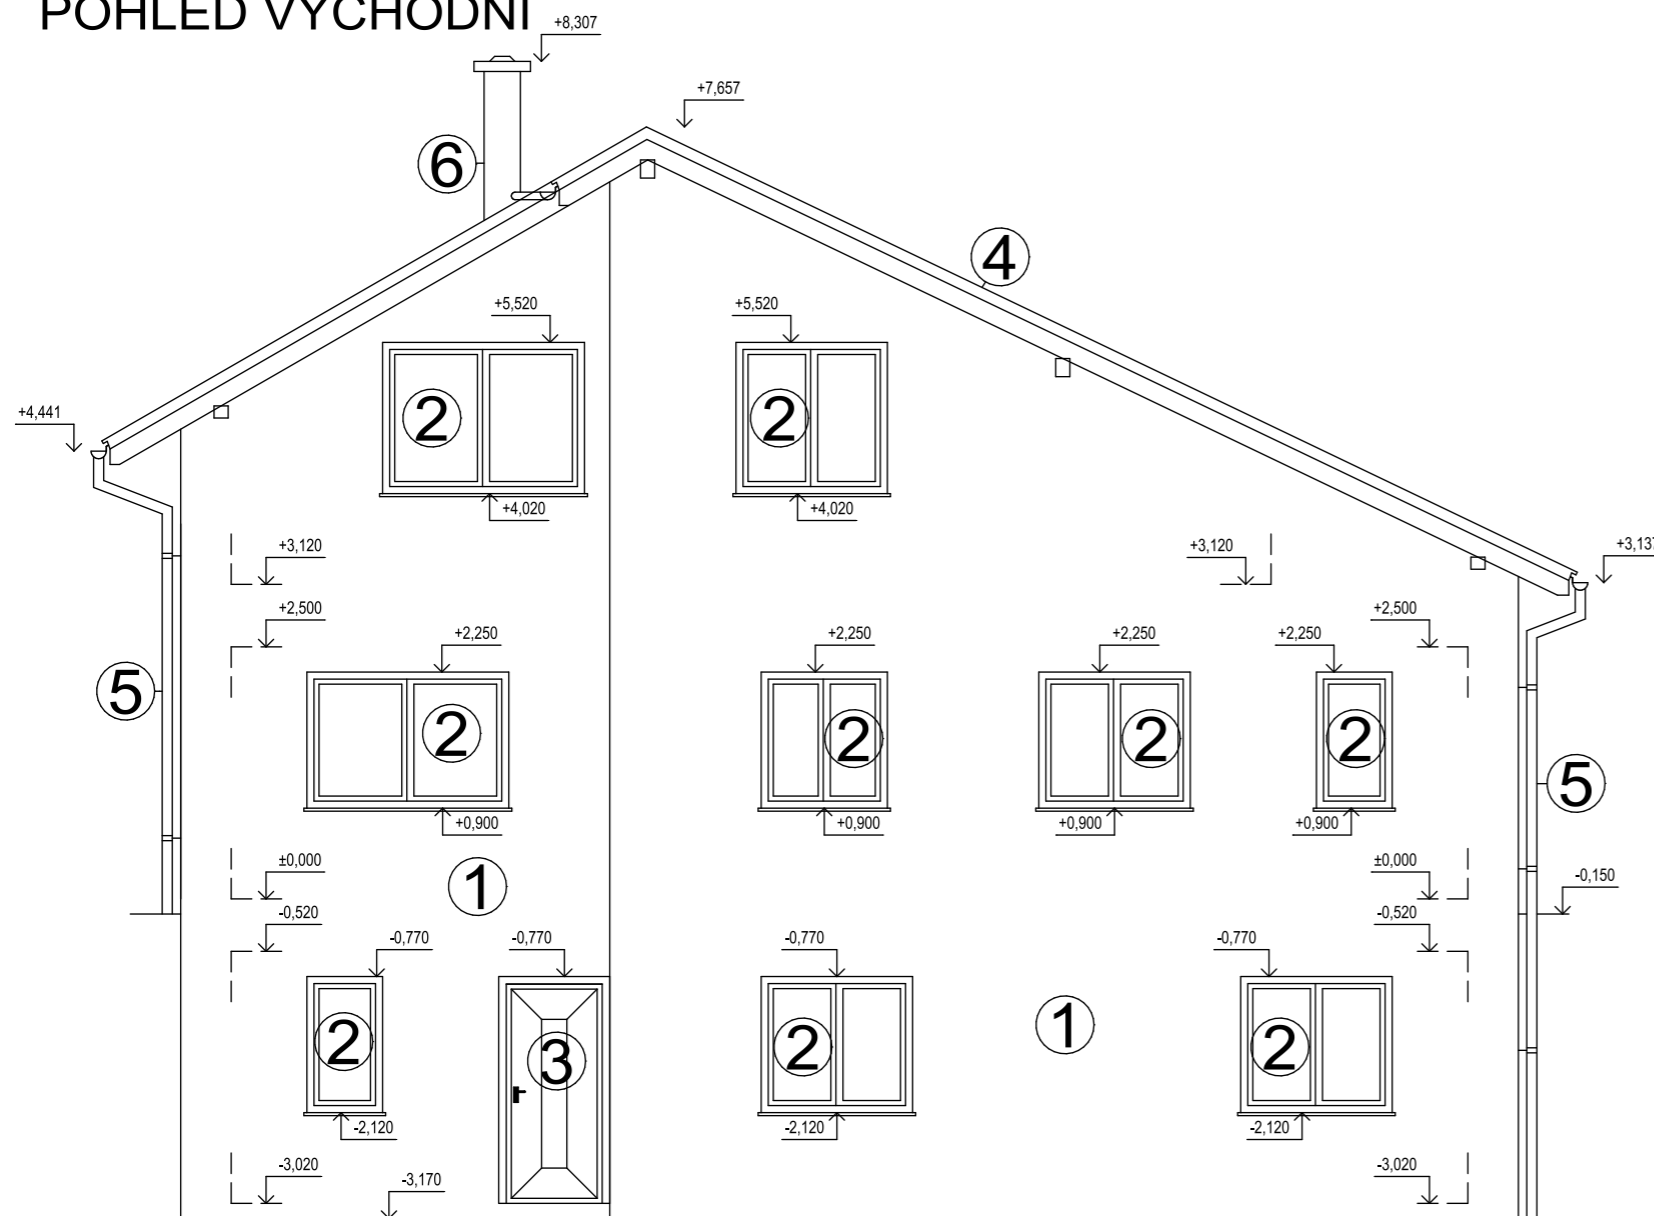 POHLED VÝCHODNÍ
+8,307
+7,657
6
4
+5,520 +5,520
+4,441
2 2
+4,020 +4,020
+3,120 +3,120 +3,137
+2,500 +2,500
+2,250 +2,250 +2,250 +2,250
5 2 2 2 2 5
+0,900 +0,900 +0,900 +0,900
±0,000 ±0,000
1 -0,150
-0,520 -0,520
-0,770 -0,770 -0,770 -0,770
2 3 2 1 2
-2,120 -2,120 -2,120
-3,020 -3,020
-3,170